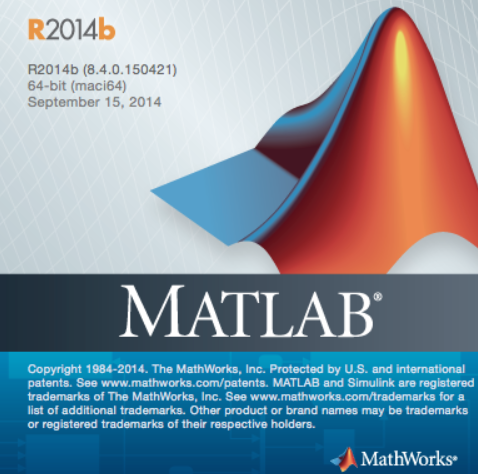 R2014b
R2014b (8.4.0.150421)
64-bit (maci64)
September 15, 2014
MATLAB®
Copyright 1984-2014. The MathWorks, Inc. Protected by U.S. and international
patents. See www.mathworks.com/patents. MATLAB and Simulink are registered
trademarks of The MathWorks, Inc. See www.mathworks.com/trademarks for a
list of additional trademarks. Other product or brand names may be trademarks
or registered trademarks of their respective holders.
MathWorks®